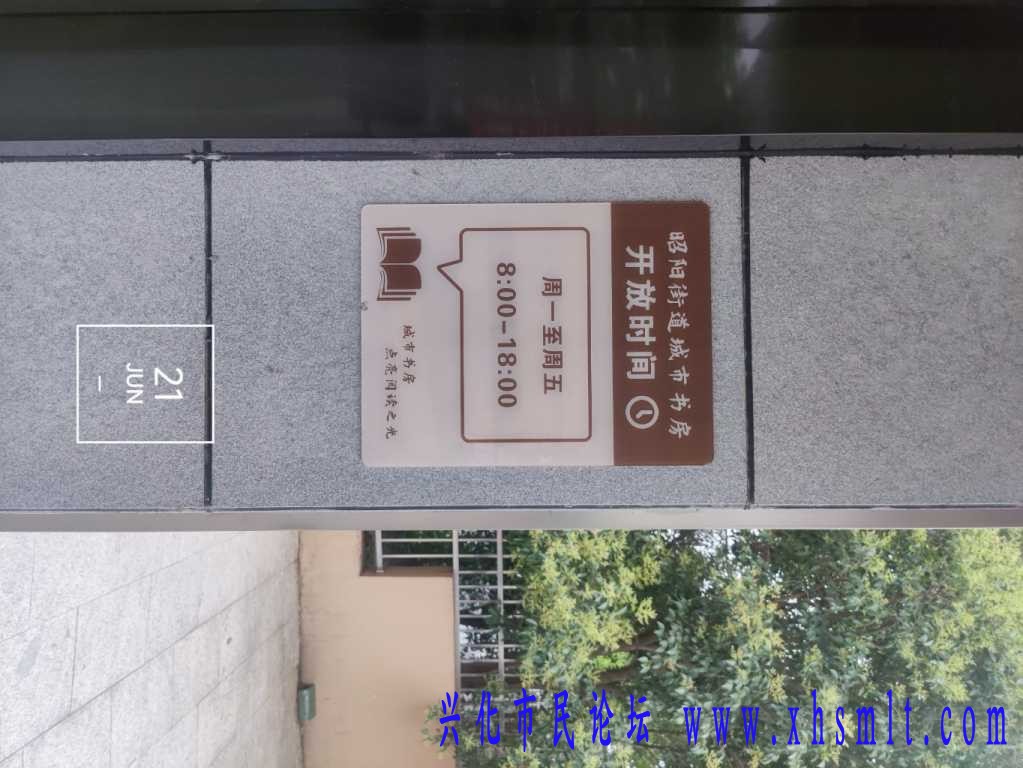 昭阳街道城市书房
开放时间
周一至周五
8:00-18:00
城市书房
点亮阅读之光
21
JUN
兴化市民论坛 www.xhsmlt.com